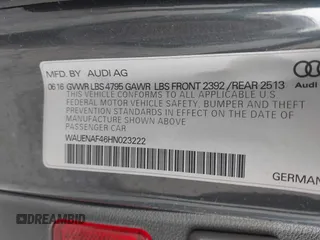 MFD. BY AUDI AG
06 16 GVWR LBS 4795 GAWR LBS FRONT 2392 /REAR 2513
THIS VEHICLE CONFORMS TO ALL APPLICABLE U.S.
FEDERAL MOTOR VEHICLE SAFETY, BUMPER AND THEFT
PREVENTION STANDARDS IN EFFECT ON THE DATE OF
MANUFACTURE SHOWN ABOVE.
PASSENGER CAR
WAUENAF46HN023222
Audi
GERMAN
AUTOBIDMASTER